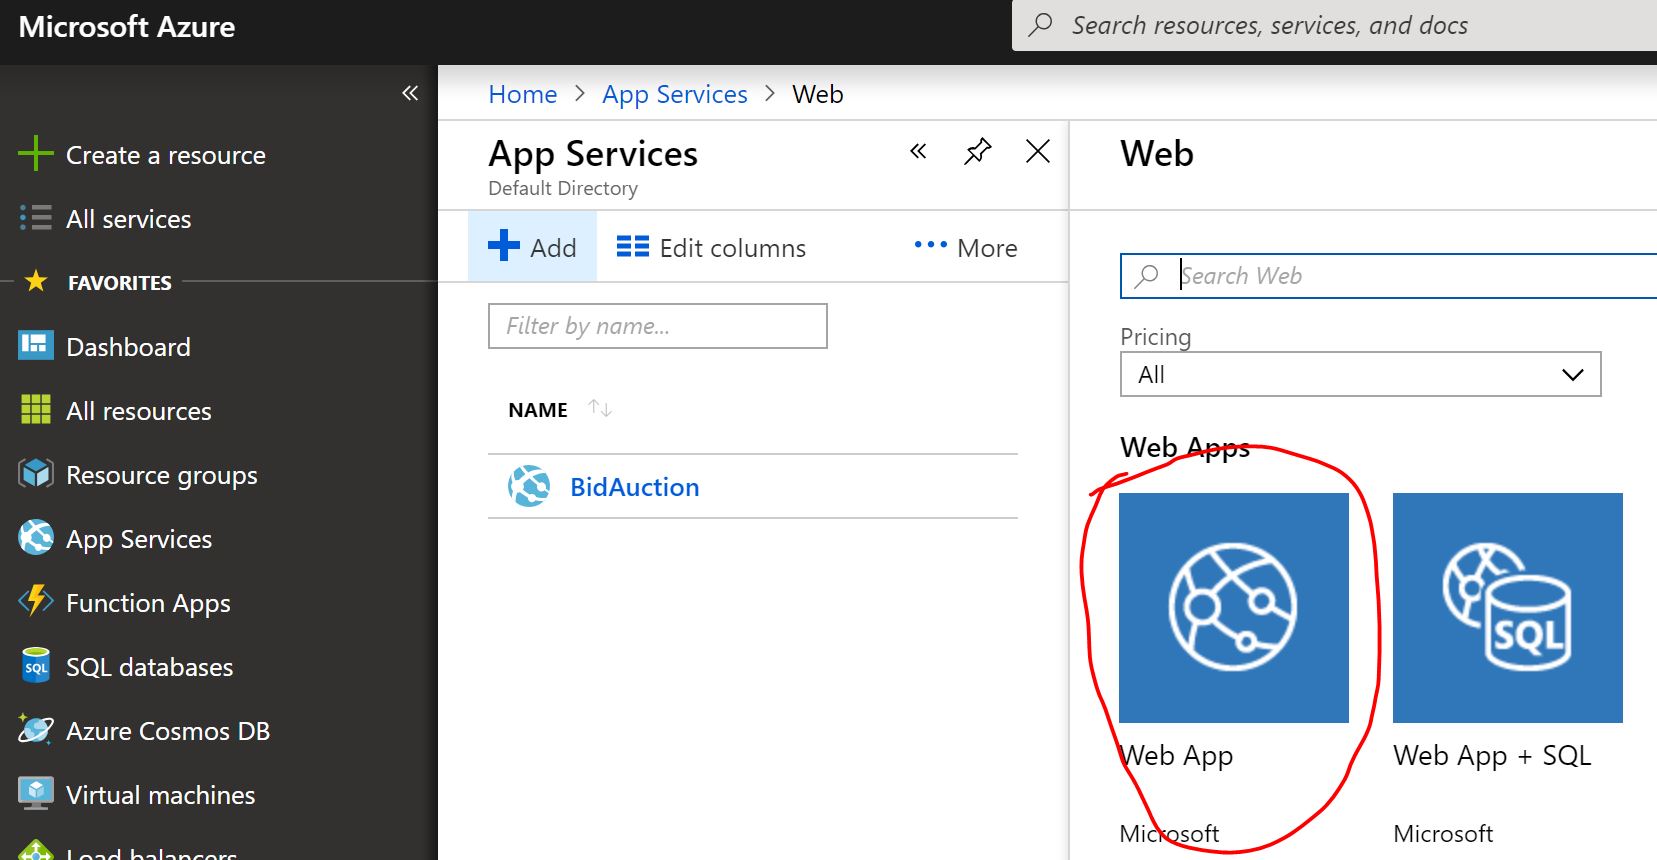 Microsoft Azure
Search resources, services, and docs
Create a resource
All services
FAVORITES
Dashboard
All resources
Resource groups
App Services
Function Apps
SQL databases
SQL
Azure Cosmos DB
Virtual machines
Load balancers
Home > App Services > Web
App Services
Default Directory
Add
Edit columns
More
Filter by name...
NAME
BidAuction
Web
Search Web
Pricing
All
Web Apps
SQL
Web App
Web App + SQL
Microsoft
Microsoft